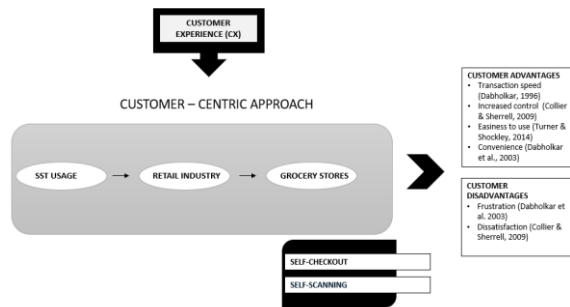 CUSTOMER
EXPERIENCE (CX)
CUSTOMER – CENTRIC APPROACH
SST USAGE
RETAIL INDUSTRY
GROCERY STORES
SELF-CHECKOUT
SELF-SCANNING
CUSTOMER ADVANTAGES
• Transaction speed
(Dabholkar, 1996)
• Increased control (Collier
& Sherrell, 2009)
• Easiness to use (Turner &
Shockley, 2014)
• Convenience (Dabholkar
et al., 2003)
CUSTOMER
DISADVANTAGES
• Frustration (Dabholkar et
al. 2003)
• Dissatisfaction (Collier &
Sherrell, 2009)